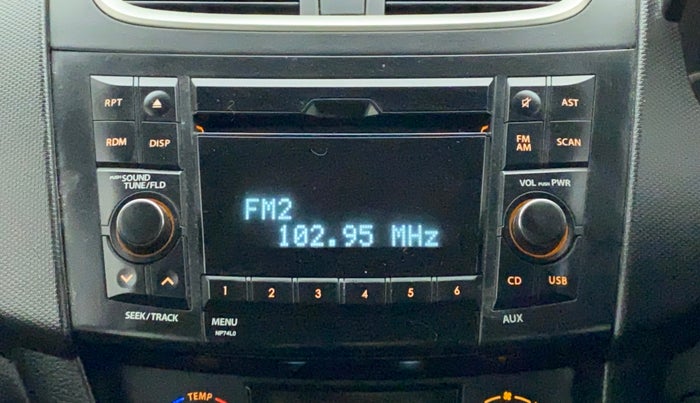 RPT
AST
RDM
DISP
FM
AM
SCAN
PUSH SOUND
TUNE/FLD
VOL PUSH PWR
FM2
102.95 MHz
1 2 3 4 5 6
CD
USB
SEEK/TRACK
MENU
NP74L0
AUX
TEMP